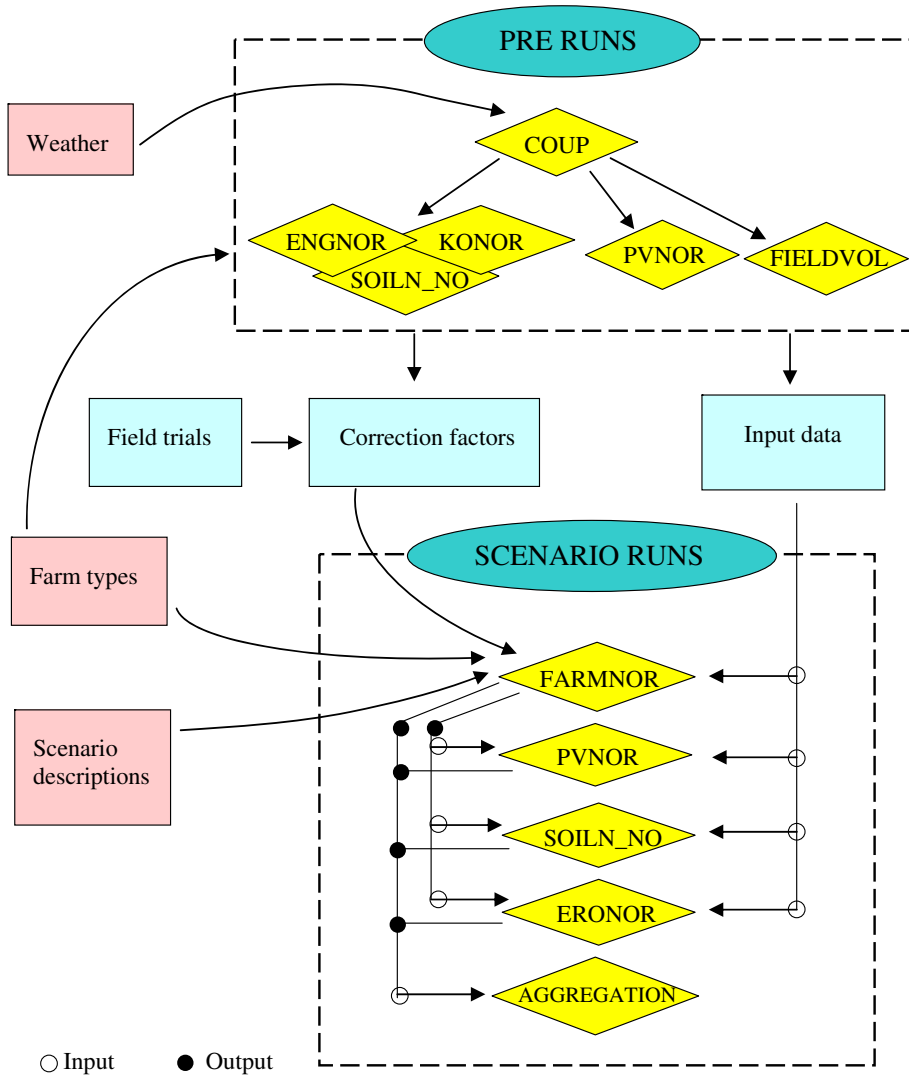 PRE RUNS
Weather
COUP
ENGNOR
KONOR
SOILN_NO
PVNOR
FIELDVOL
Field trials
Correction factors
Input data
SCENARIO RUNS
Farm types
FARMNOR
Scenario
descriptions
PVNOR
SOILN_NO
ERONOR
AGGREGATION
Input
Output